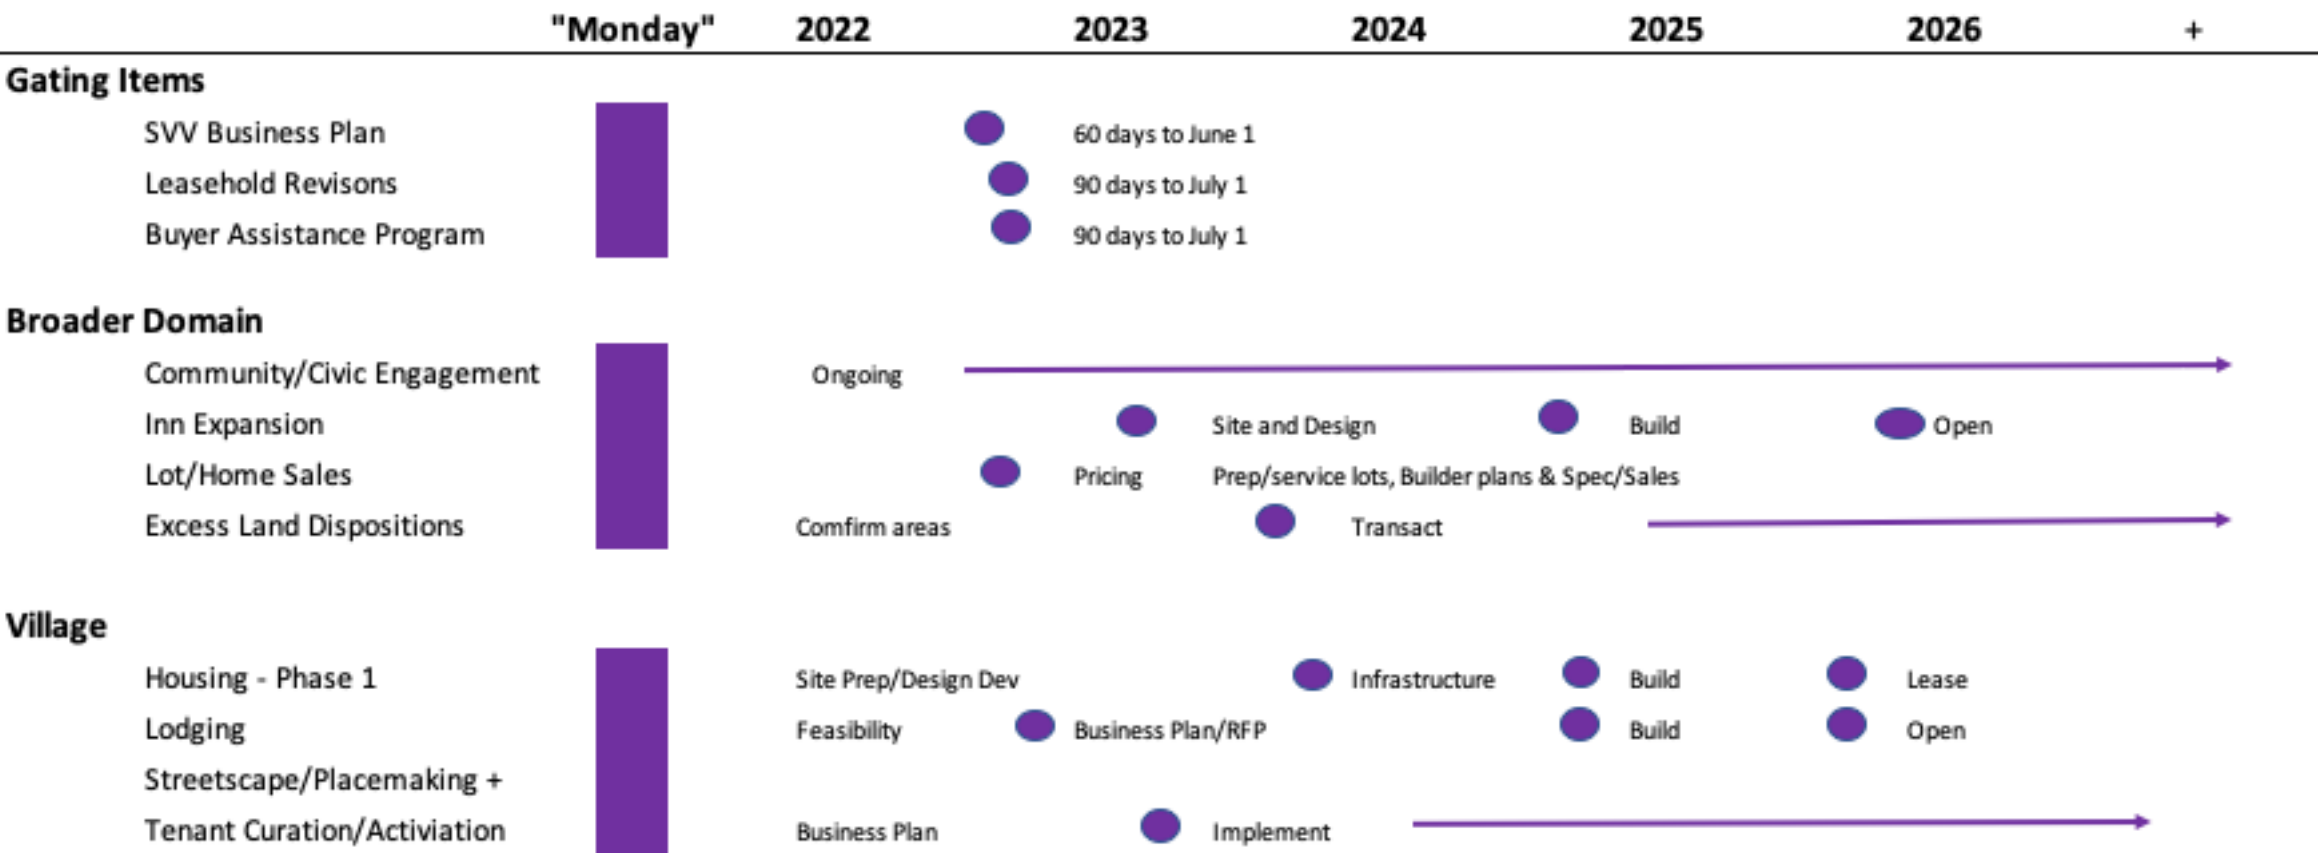 "Monday" 2022 2023 2024 2025 2026 +
Gating Items
SVV Business Plan 60 days to June 1
Leasehold Revisons 90 days to July 1
Buyer Assistance Program 90 days to July 1
Broader Domain
Community/Civic Engagement Ongoing
Inn Expansion Site and Design Build Open
Lot/Home Sales Pricing Prep/service lots, Builder plans & Spec/Sales
Excess Land Dispositions Comfirm areas Transact
Village
Housing - Phase 1 Site Prep/Design Dev Infrastructure Build Lease
Lodging Feasibility Business Plan/RFP Build Open
Streetscape/Placemaking +
Tenant Curation/Activiation Business Plan Implement